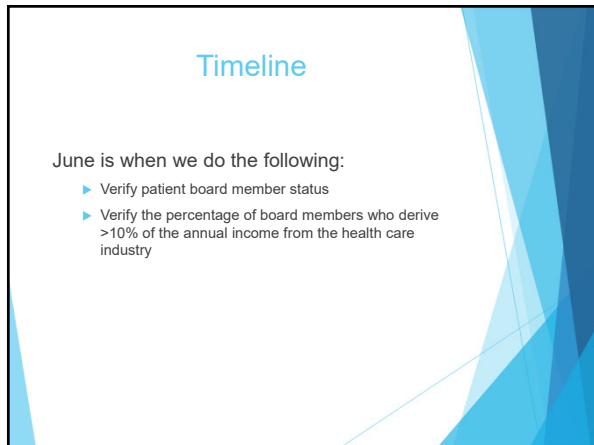 Timeline
June is when we do the following:
Verify patient board member status
Verify the percentage of board members who derive
>10% of the annual income from the health care
industry